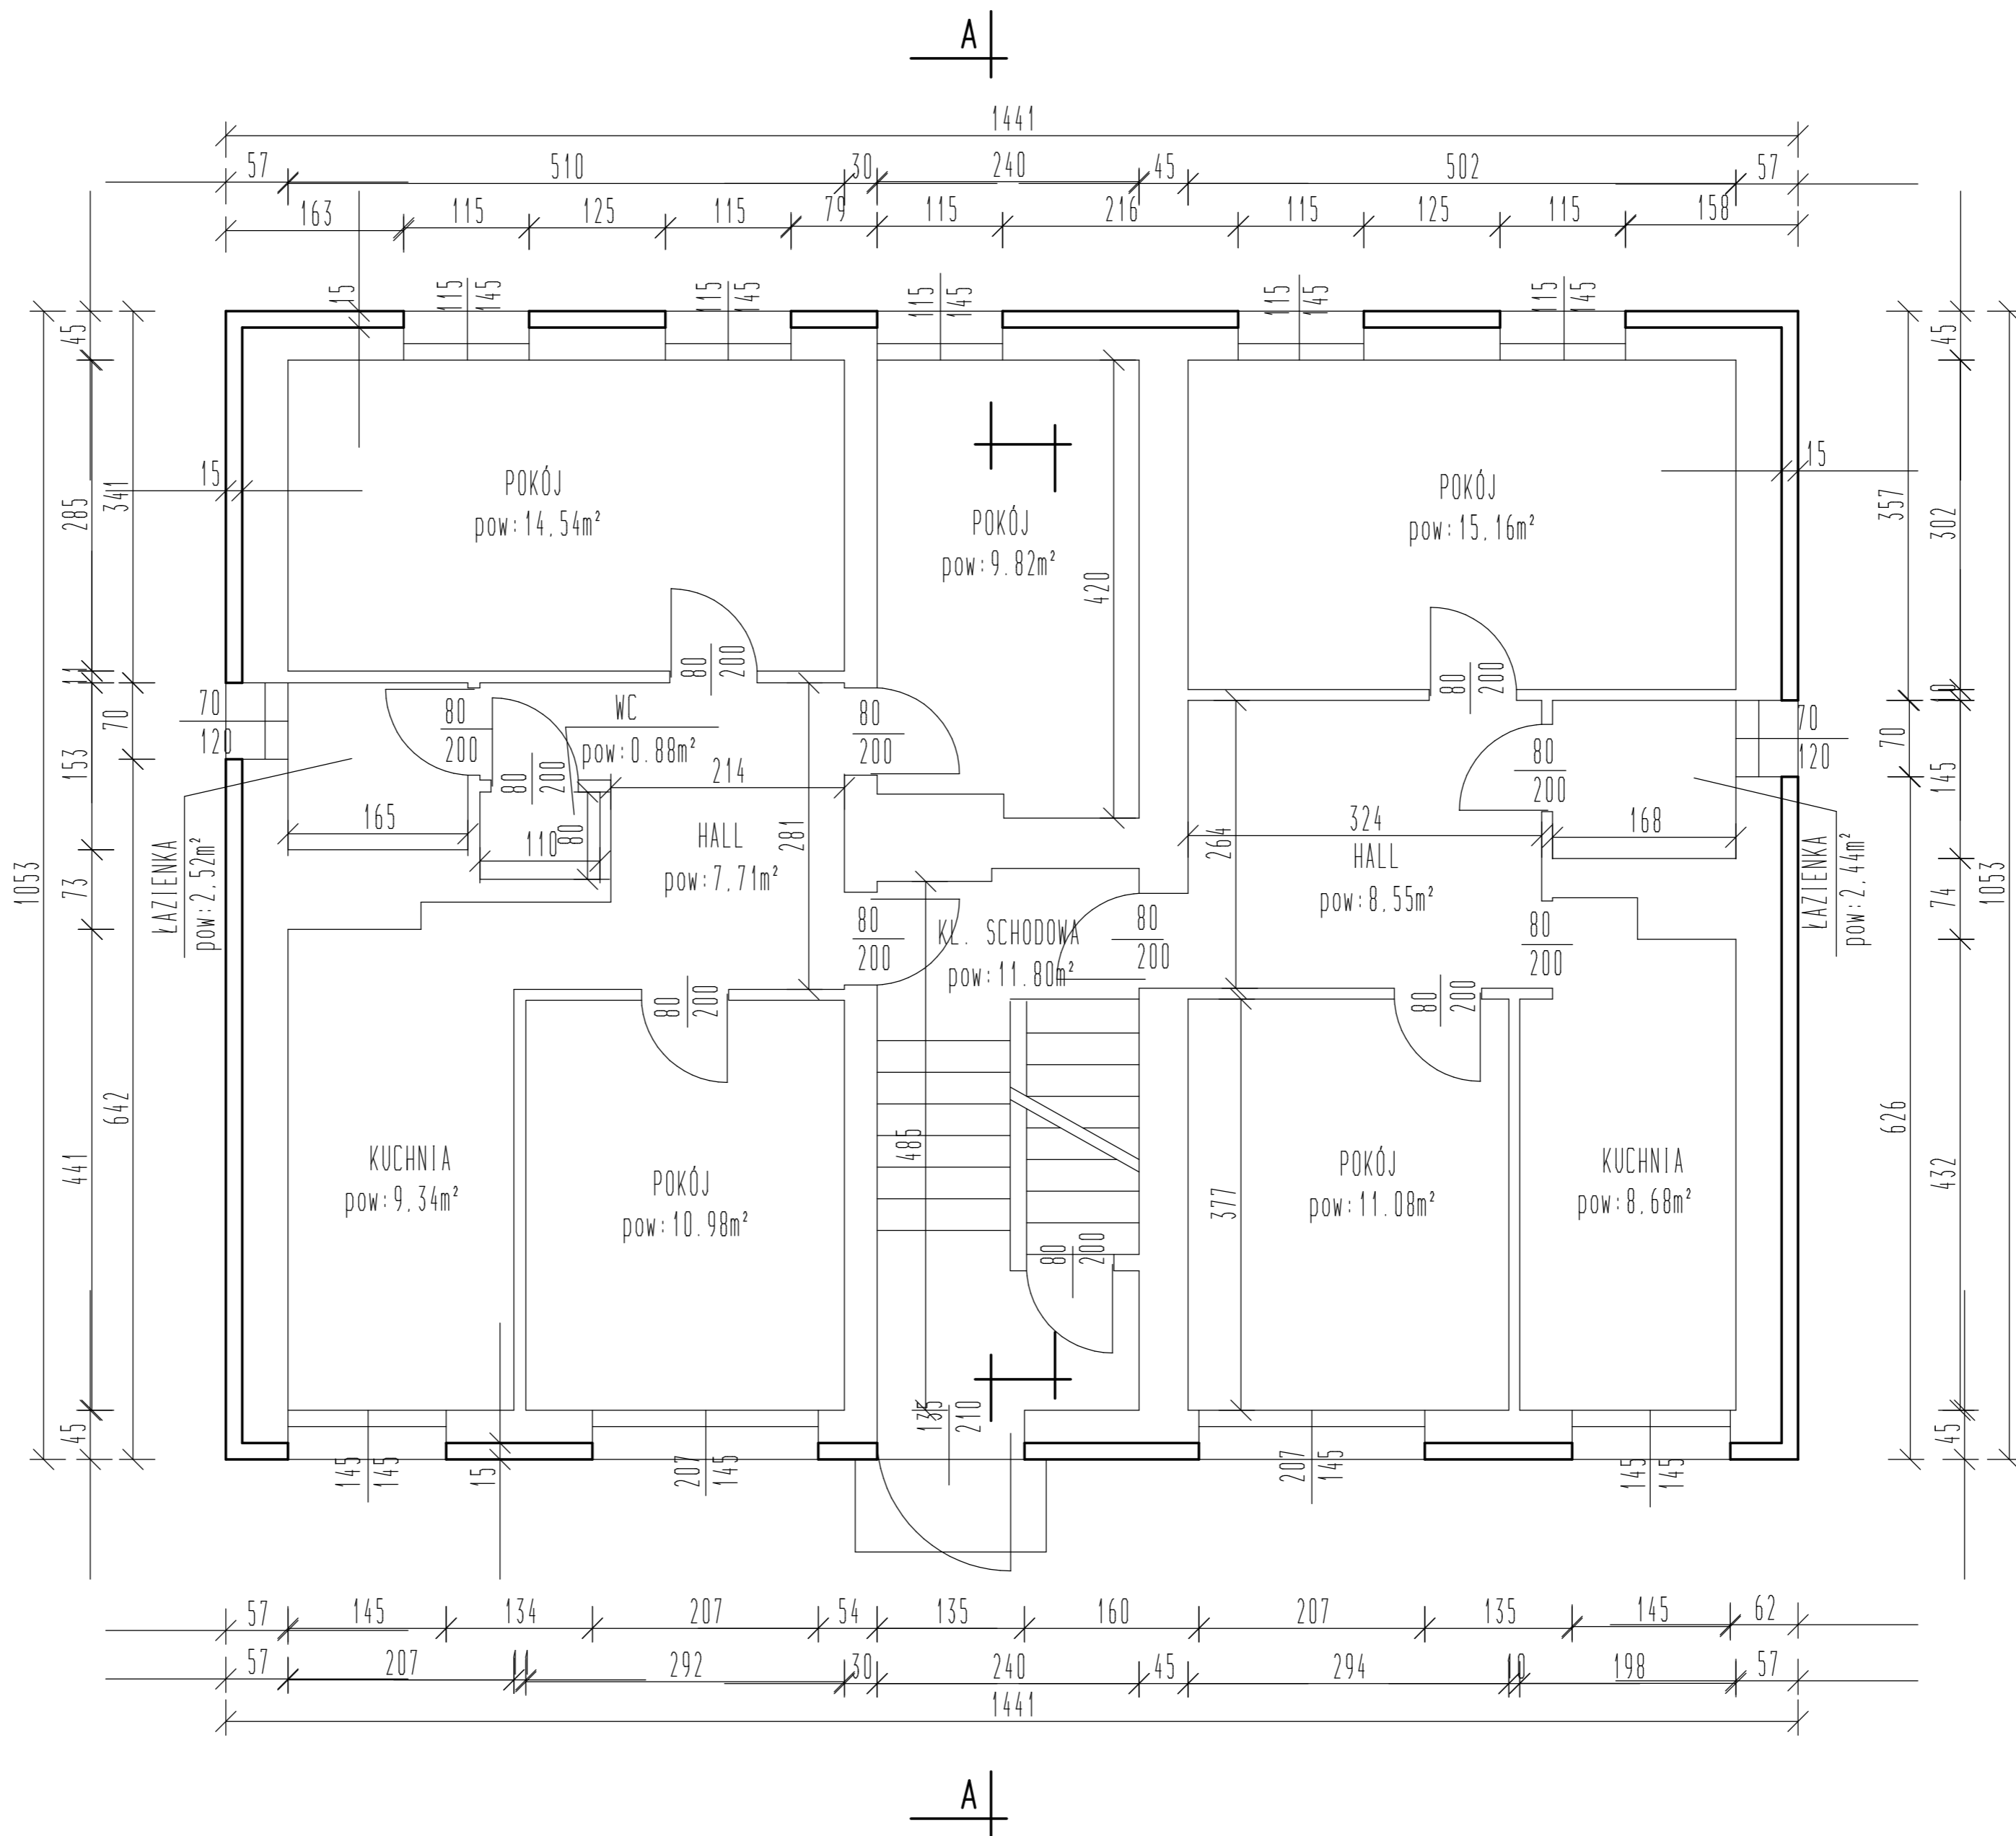 A
1441
57 510 30 240 45 502 57
163 115 125 115 79 115 216 115 125 115 158
15
115 145
115 145
115 145
115 145
115 145
45
285
11
153
73
441
45
341
70
642
1053
15
45
302
10
145
74
432
45
357
70
626
1053
15
POKÓJ
pow:14,54m²
POKÓJ
pow:9.82m²
POKÓJ
pow:15,16m²
420
80
200
80
200
70
120
80
200
80
200
WC
pow:0.88m²
80
200
80
200
70
120
214
165
110
80
281
HALL
pow:7,71m²
264
324
HALL
pow:8,55m²
168
ŁAZIENKA
pow:2,52m²
ŁAZIENKA
pow:2,44m²
80
200
KL. SCHODOWA
pow:11.80m²
80
200
80
200
80
200
80
200
485
377
KUCHNIA
pow:9,34m²
POKÓJ
pow:10.98m²
POKÓJ
pow:11.08m²
KUCHNIA
pow:8,68m²
80
200
135
210
145
145
15
207
145
207
145
145
145
57 145 134 207 54 135 160 207 135 145 62
57 207 11 292 30 240 45 294 10 198 57
1441
A